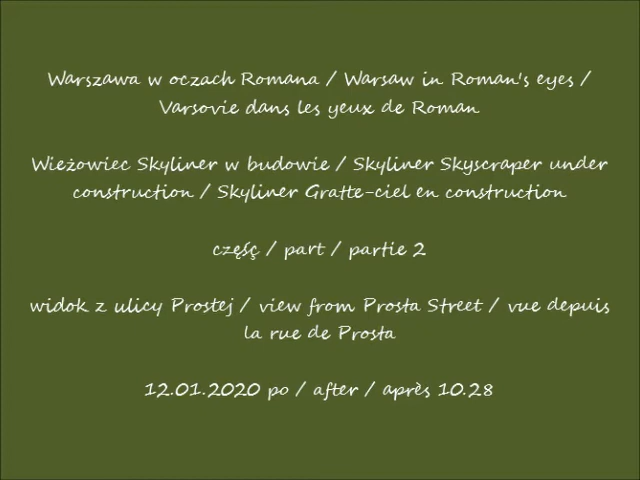 Warszawa w oczach Romana / Warsaw in Roman's eyes /
Varsovie dans les yeux de Roman
Wieżowiec Skyliner w budowie / Skyliner Skyscraper under
construction / Skyliner Gratte-ciel en construction
częśç / part / partie 2
widok z ulicy Prostej / view from Prosta Street / vue depuis
la rue de Prosta
12.01.2020 po / after / après 10.28